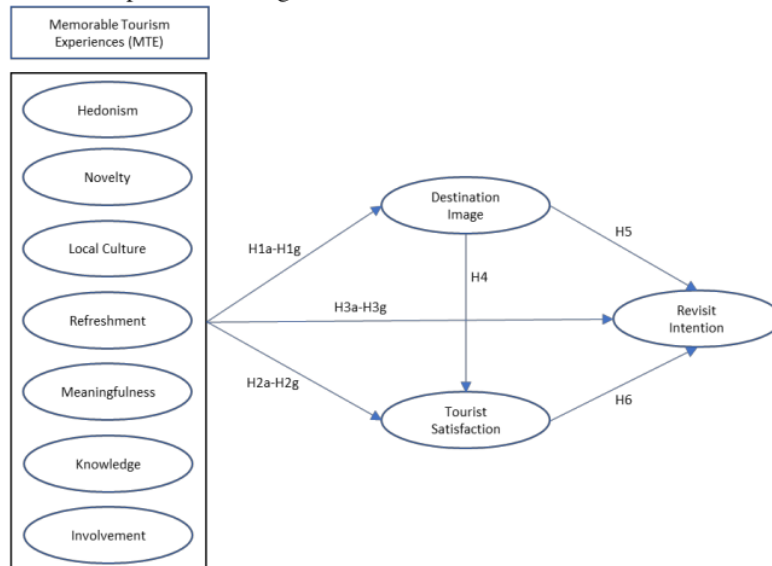 Memorable Tourism
Experiences (MTE)
Hedonism
Novelty
Local Culture
Refreshment
Meaningfulness
Knowledge
Involvement
H1a-H1g
H3a-H3g
H2a-H2g
Destination
Image
H4
Tourist
Satisfaction
H5
H6
Revisit
Intention